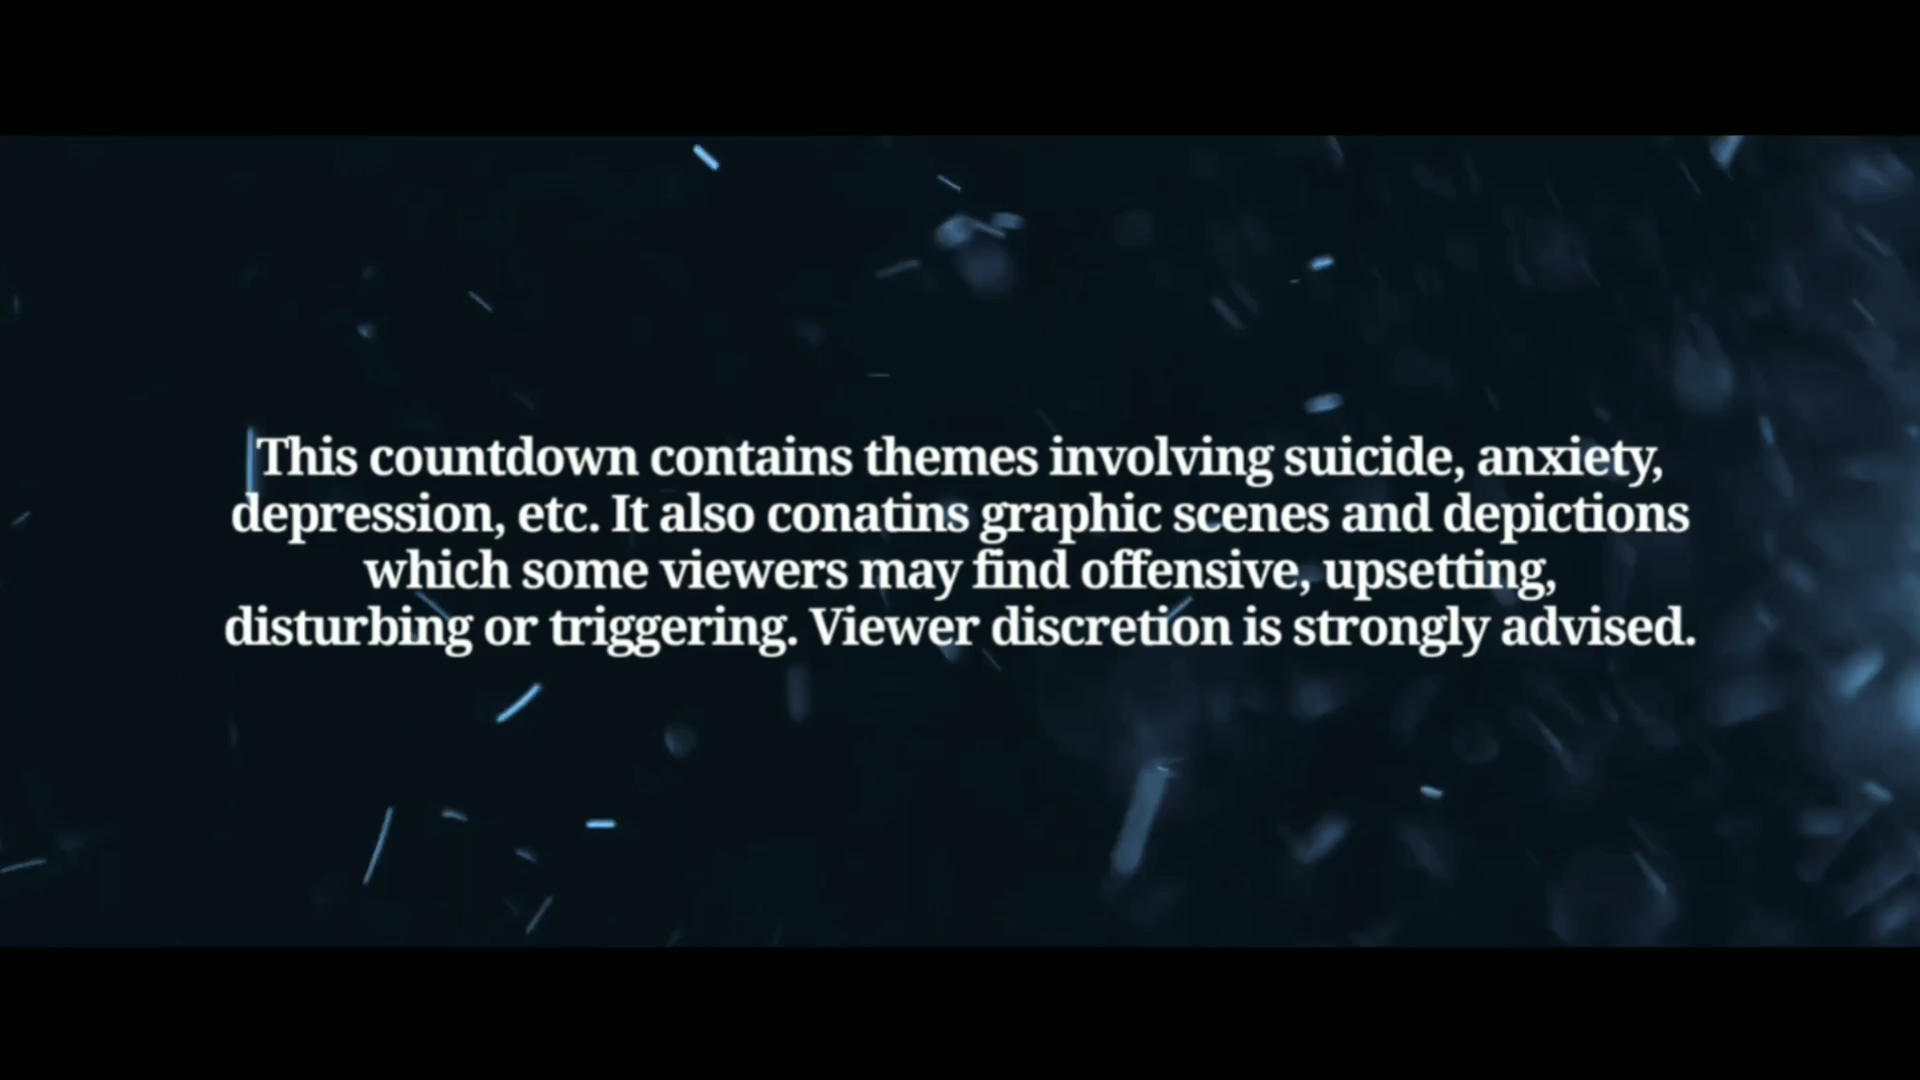 This countdown contains themes involving suicide, anxiety,
depression, etc. It also conatins graphic scenes and depictions
which some viewers may find offensive, upsetting,
disturbing or triggering. Viewer discretion is strongly advised.